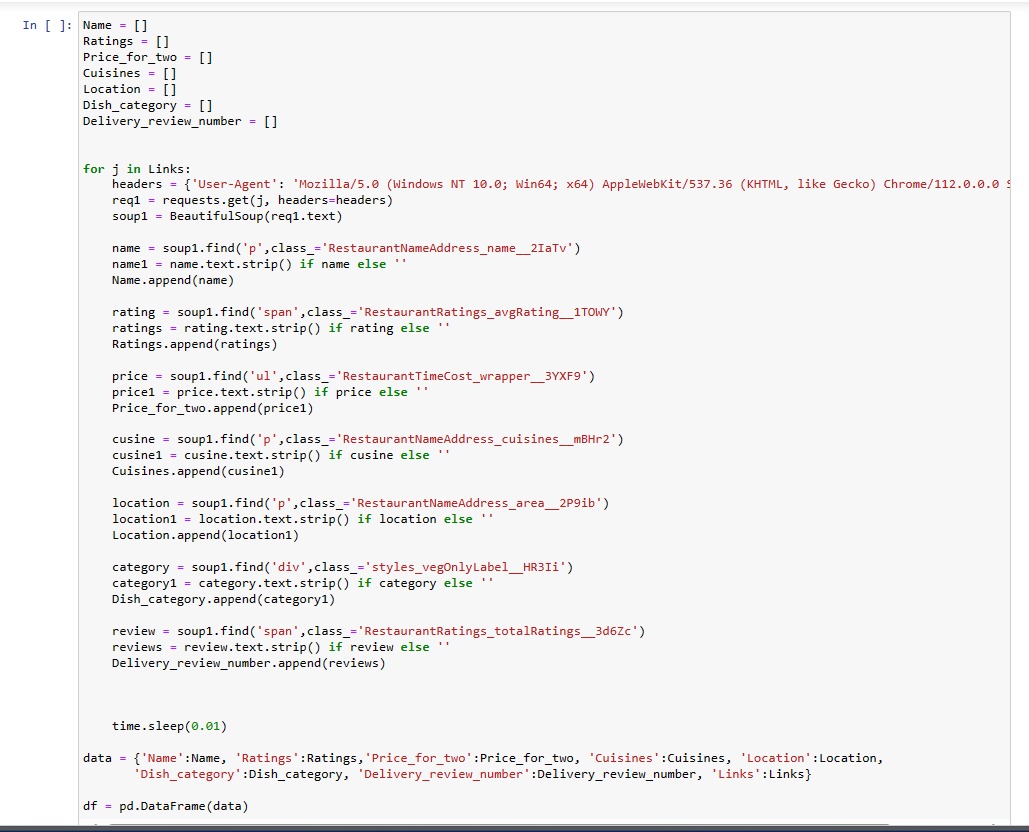 In [ ]: Name = []
Ratings = []
Price_for_two = []
Cuisines = []
Location = []
Dish_category = []
Delivery_review_number = []
for j in Links:
headers = {'User-Agent': 'Mozilla/5.0 (Windows NT 10.0; Win64; x64) AppleWebKit/537.36 (KHTML, like Gecko) Chrome/112.0.0.0
req1 = requests.get(j, headers=headers)
soup1 = BeautifulSoup(req1.text)
name = soup1.find('p',class_='RestaurantNameAddress_name__2IaTv')
name1 = name.text.strip() if name else ''
Name.append(name)
rating = soup1.find('span',class_='RestaurantRatings_avgRating__1TOWY')
ratings = rating.text.strip() if rating else ''
Ratings.append(ratings)
price = soup1.find('ul',class_='RestaurantTimeCost_wrapper__3YXF9')
price1 = price.text.strip() if price else ''
Price_for_two.append(price1)
cusine = soup1.find('p',class_='RestaurantNameAddress_cuisines__mBHr2')
cusine1 = cusine.text.strip() if cusine else ''
Cuisines.append(cusine1)
location = soup1.find('p',class_='RestaurantNameAddress_area__2P9ib')
location1 = location.text.strip() if location else ''
Location.append(location1)
category = soup1.find('div',class_='styles_vegOnlyLabel__HR3Ii')
category1 = category.text.strip() if category else ''
Dish_category.append(category1)
review = soup1.find('span',class_='RestaurantRatings_totalRatings__3d6Zc')
reviews = review.text.strip() if review else ''
Delivery_review_number.append(reviews)
time.sleep(0.01)
data = {'Name':Name, 'Ratings':Ratings,'Price_for_two':Price_for_two, 'Cuisines':Cuisines, 'Location':Location,
'Dish_category':Dish_category, 'Delivery_review_number':Delivery_review_number, 'Links':Links}
df = pd.DataFrame(data)